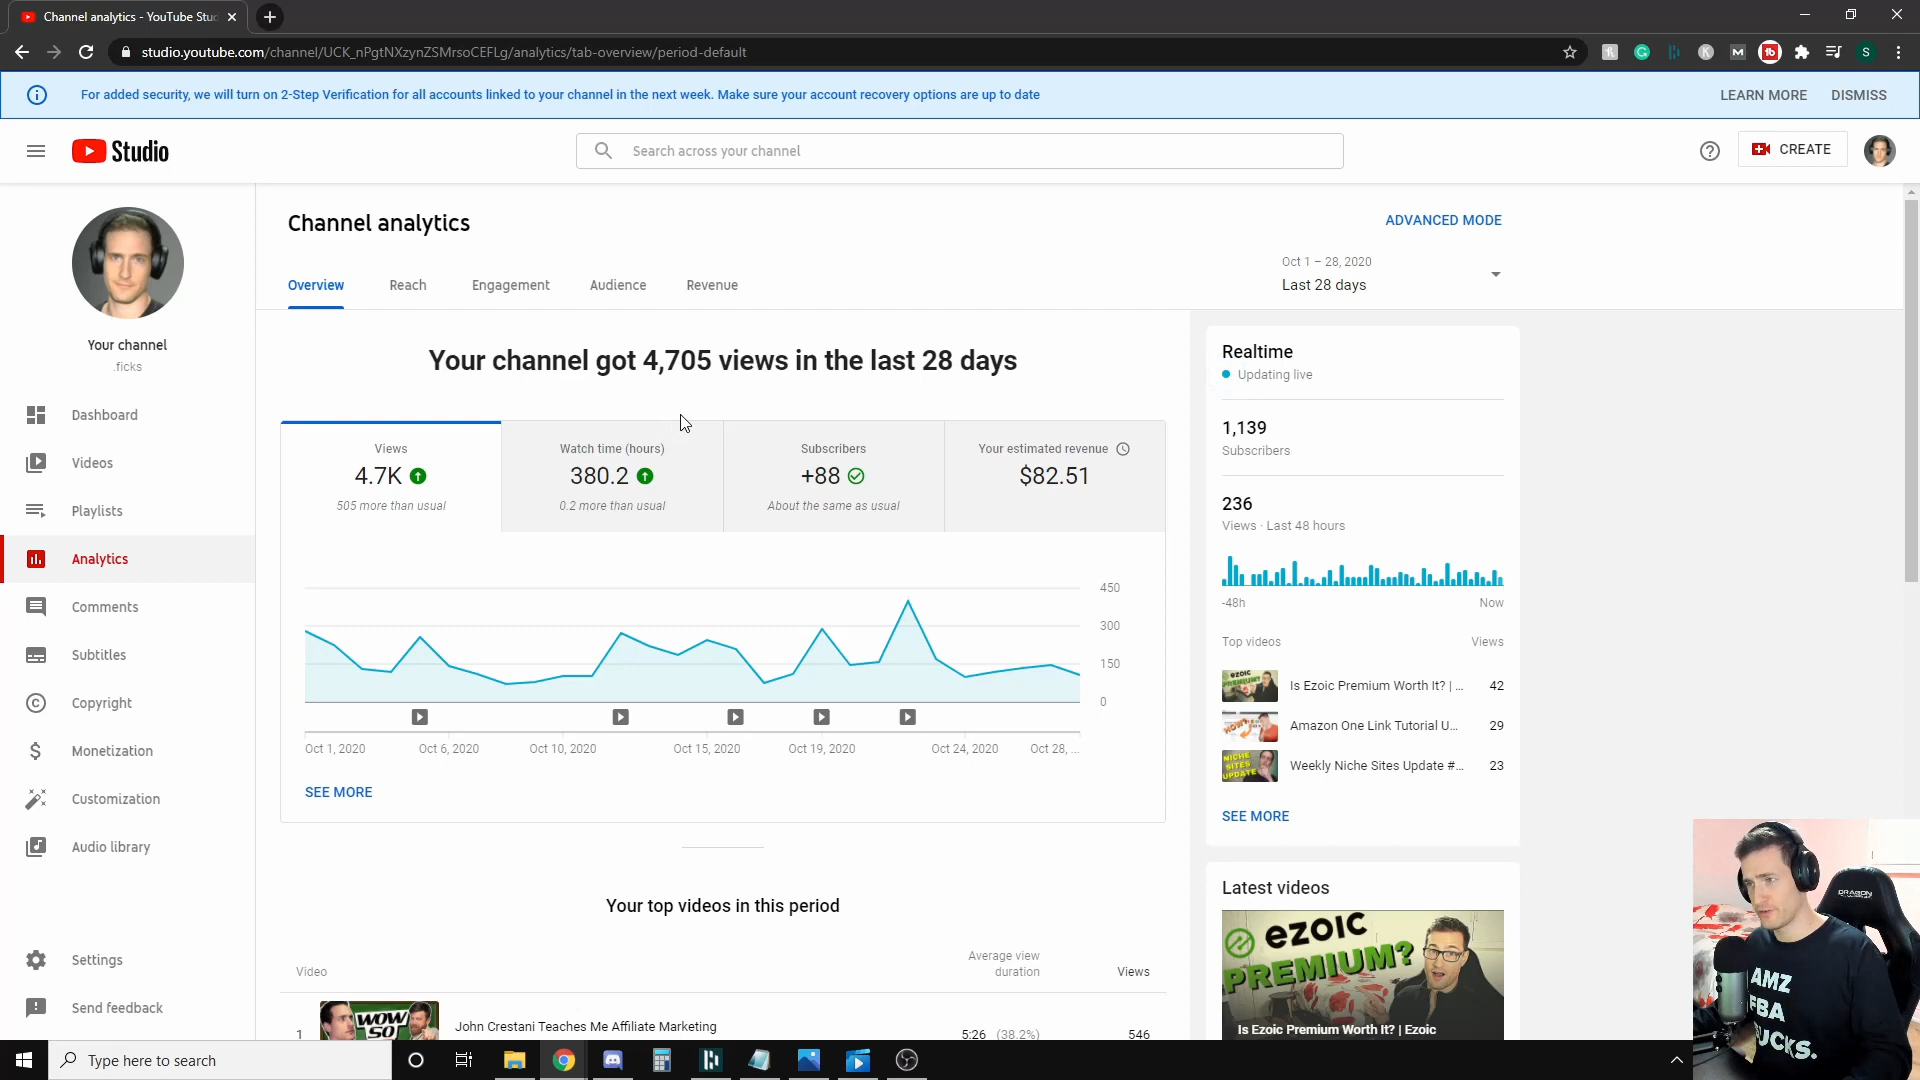 Channel analytics - YouTube Stu
studio.youtube.com/channel/UCK_nPgtNXzynZSMrsoCEFLg/analytics/tab-overview/period-default
For added security, we will turn on 2-Step Verification for all accounts linked to your channel in the next week. Make sure your account recovery options are up to date
LEARN MORE
DISMISS
Studio
Search across your channel
CREATE
Your channel
.ficks
Dashboard
Videos
Playlists
Analytics
Comments
Subtitles
Copyright
Monetization
Customization
Audio library
Settings
Send feedback
Channel analytics
ADVANCED MODE
Overview
Reach
Engagement
Audience
Revenue
Oct 1 – 28, 2020
Last 28 days
Your channel got 4,705 views in the last 28 days
Views
4.7K
505 more than usual
Watch time (hours)
380.2
0.2 more than usual
Subscribers
+88
About the same as usual
Your estimated revenue
$82.51
450
300
150
0
Oct 1, 2020
Oct 6, 2020
Oct 10, 2020
Oct 15, 2020
Oct 19, 2020
Oct 24, 2020
Oct 28, ...
SEE MORE
Your top videos in this period
Video
Average view
duration
Views
1
WOW
SO
John Crestani Teaches Me Affiliate Marketing
5:26 (38.2%)
546
Realtime
Updating live
1,139
Subscribers
236
Views · Last 48 hours
-48h
Now
Top videos
Views
Is Ezoic Premium Worth It? | ...
42
Amazon One Link Tutorial U...
29
Weekly Niche Sites Update #...
23
SEE MORE
Latest videos
ezoic
PREMIUM?
Is Ezoic Premium Worth It? | Ezoic
DRAGON
AMZ
FBA
SUCKS.
Type here to search